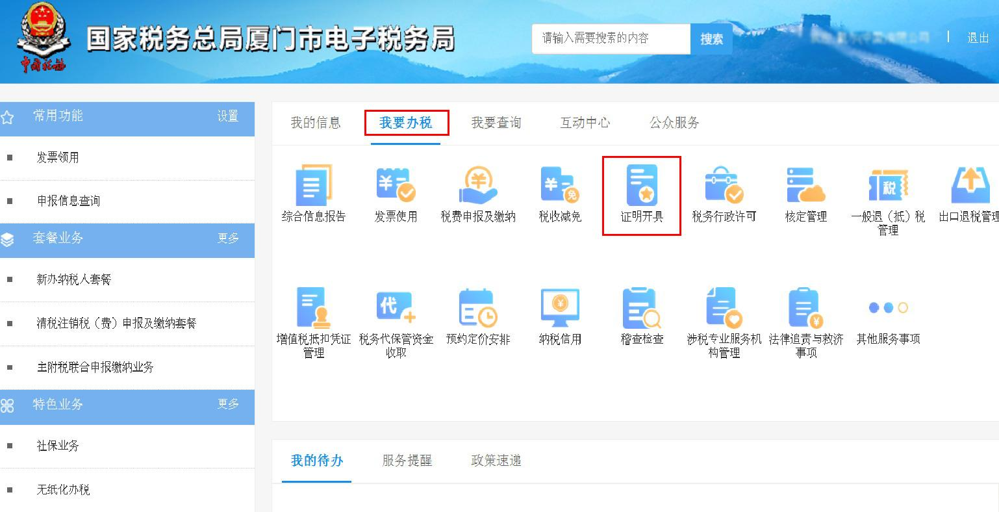 国家税务总局厦门市电子税务局
中国税务
请输入需要搜索的内容
搜索
退出
常用功能
设置
发票领用
申报信息查询
套餐业务
更多
新办纳税人套餐
清税注销税（费）申报及缴纳套餐
主附税联合申报缴纳业务
特色业务
更多
社保业务
无纸化办税
我的信息
我要办税
我要查询
互动中心
公众服务
综合信息报告
发票使用
税费申报及缴纳
免
税收减免
证明开具
税务行政许可
核定管理
税
一般退（抵）税
管理
出口退税管理
增值税抵扣凭证
管理
代
税务代保管资金
收取
预约定价安排
纳税信用
稽查检查
涉税专业服务机
构管理
法律追责与救济
事项
其他服务事项
我的待办
服务提醒
政策速递